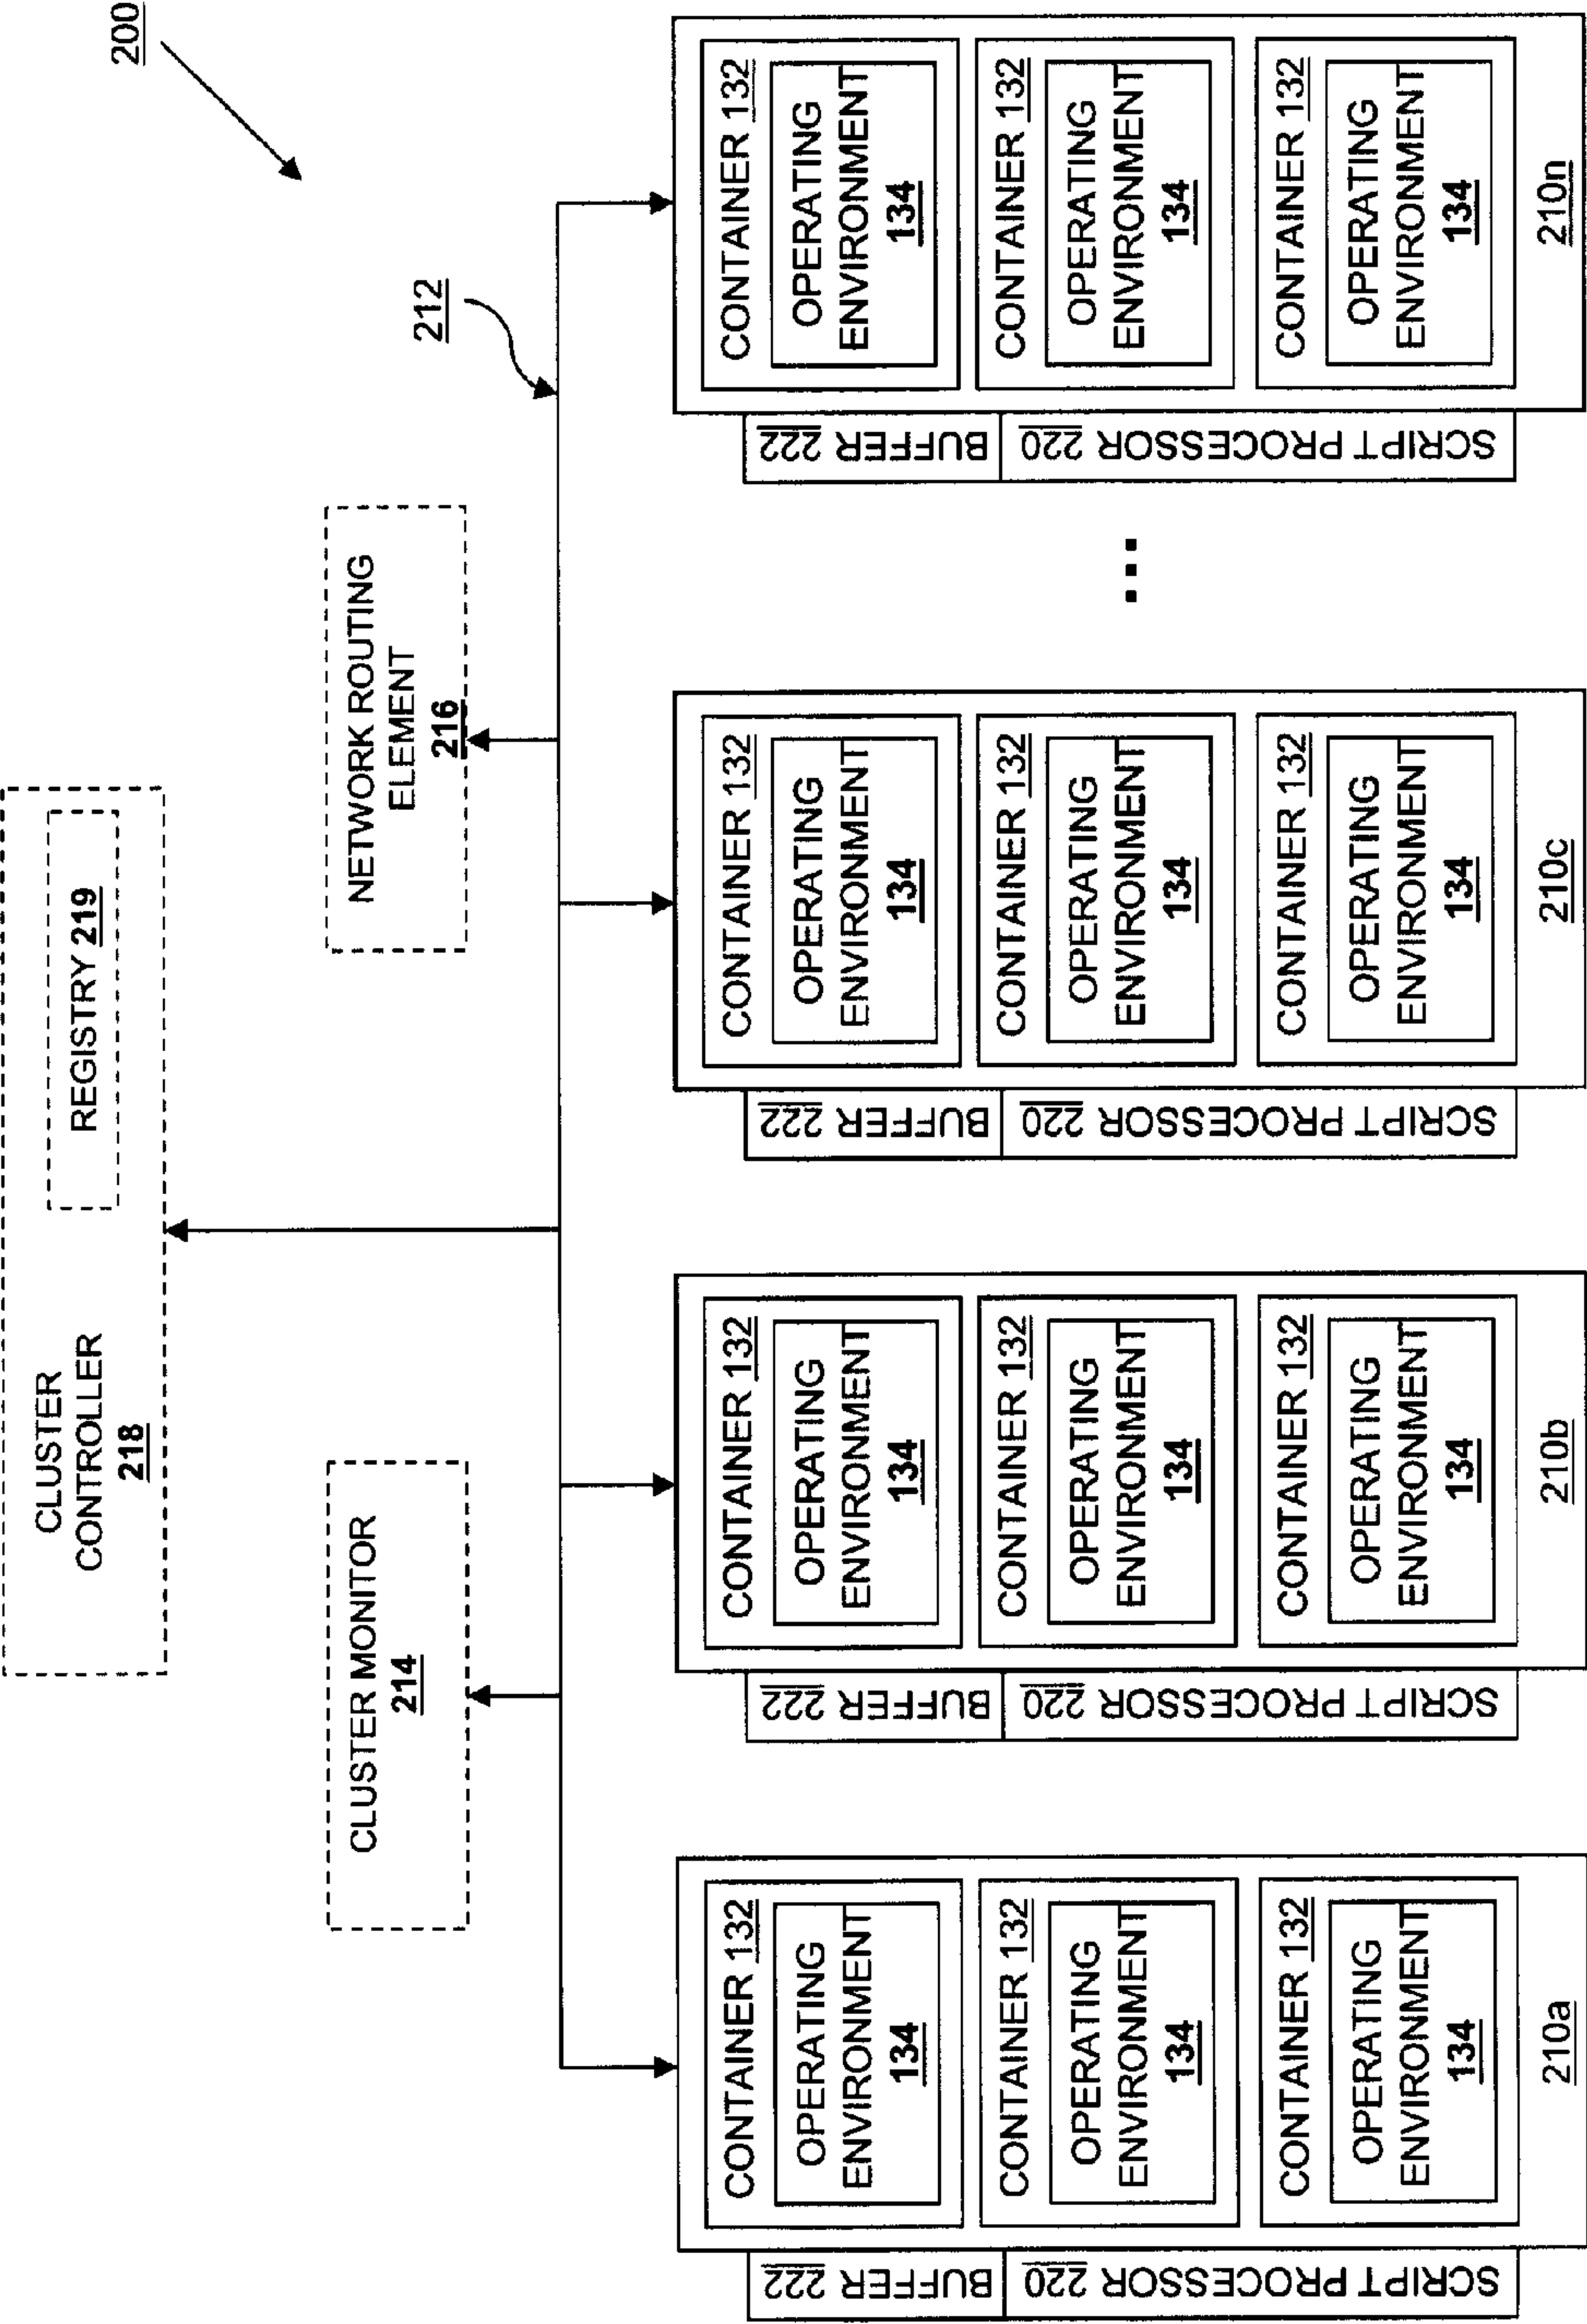 200
CLUSTER
CONTROLLER
218
REGISTRY 219
CLUSTER MONITOR
214
NETWORK ROUTING
ELEMENT
216
212
BUFFER 222
SCRIPT PROCESSOR 220
CONTAINER 132
OPERATING
ENVIRONMENT
134
CONTAINER 132
OPERATING
ENVIRONMENT
134
CONTAINER 132
OPERATING
ENVIRONMENT
134
210a
BUFFER 222
SCRIPT PROCESSOR 220
CONTAINER 132
OPERATING
ENVIRONMENT
134
CONTAINER 132
OPERATING
ENVIRONMENT
134
CONTAINER 132
OPERATING
ENVIRONMENT
134
210b
BUFFER 222
SCRIPT PROCESSOR 220
CONTAINER 132
OPERATING
ENVIRONMENT
134
CONTAINER 132
OPERATING
ENVIRONMENT
134
CONTAINER 132
OPERATING
ENVIRONMENT
134
210c
...
BUFFER 222
SCRIPT PROCESSOR 220
CONTAINER 132
OPERATING
ENVIRONMENT
134
CONTAINER 132
OPERATING
ENVIRONMENT
134
CONTAINER 132
OPERATING
ENVIRONMENT
134
210n